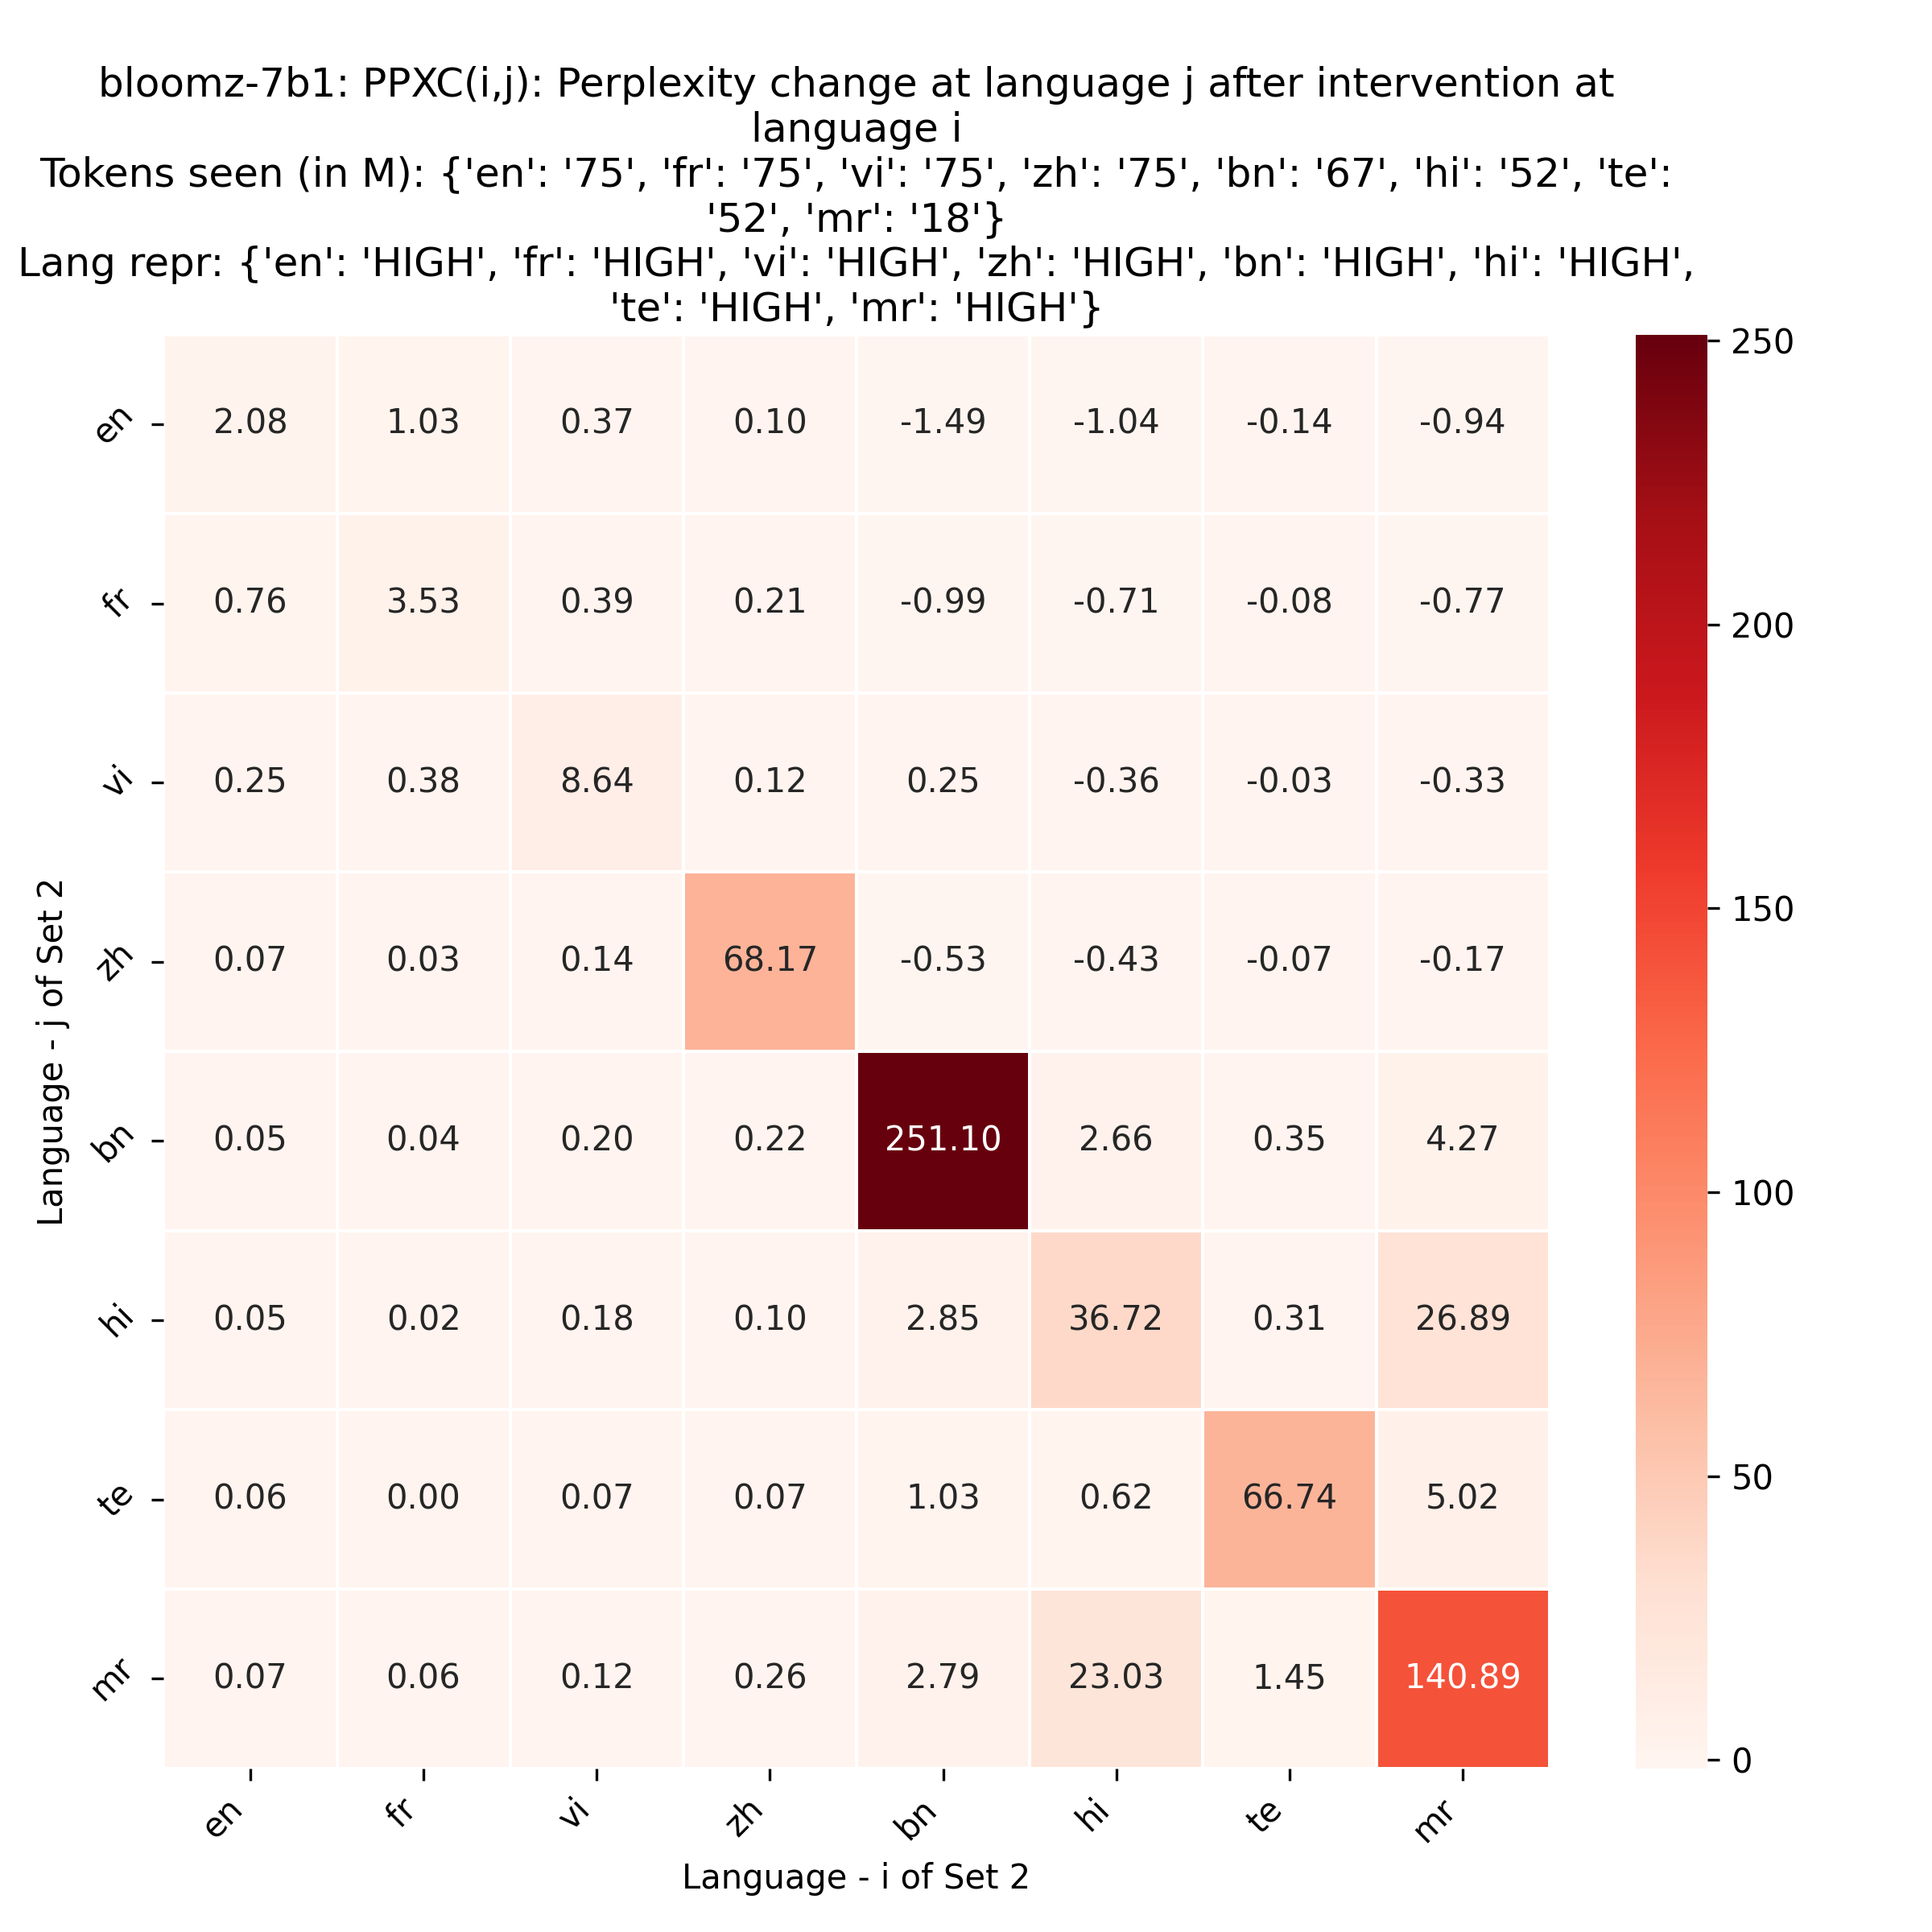 bloomz-7b1: PPXC(i,j): Perplexity change at language j after intervention at
language i
Tokens seen (in M): {'en': '75', 'fr': '75', 'vi': '75', 'zh': '75', 'bn': '67', 'hi': '52', 'te':
'52', 'mr': '18'}
Lang repr: {'en': 'HIGH', 'fr': 'HIGH', 'vi': 'HIGH', 'zh': 'HIGH', 'bn': 'HIGH', 'hi': 'HIGH',
'te': 'HIGH', 'mr': 'HIGH'}
Language - j of Set 2
en 2.08 1.03 0.37 0.10 -1.49 -1.04 -0.14 -0.94
fr 0.76 3.53 0.39 0.21 -0.99 -0.71 -0.08 -0.77
vi 0.25 0.38 8.64 0.12 0.25 -0.36 -0.03 -0.33
zh 0.07 0.03 0.14 68.17 -0.53 -0.43 -0.07 -0.17
bn 0.05 0.04 0.20 0.22 251.10 2.66 0.35 4.27
hi 0.05 0.02 0.18 0.10 2.85 36.72 0.31 26.89
te 0.06 0.00 0.07 0.07 1.03 0.62 66.74 5.02
mr 0.07 0.06 0.12 0.26 2.79 23.03 1.45 140.89
en fr vi zh bn hi te mr
Language - i of Set 2
250
200
150
100
50
0